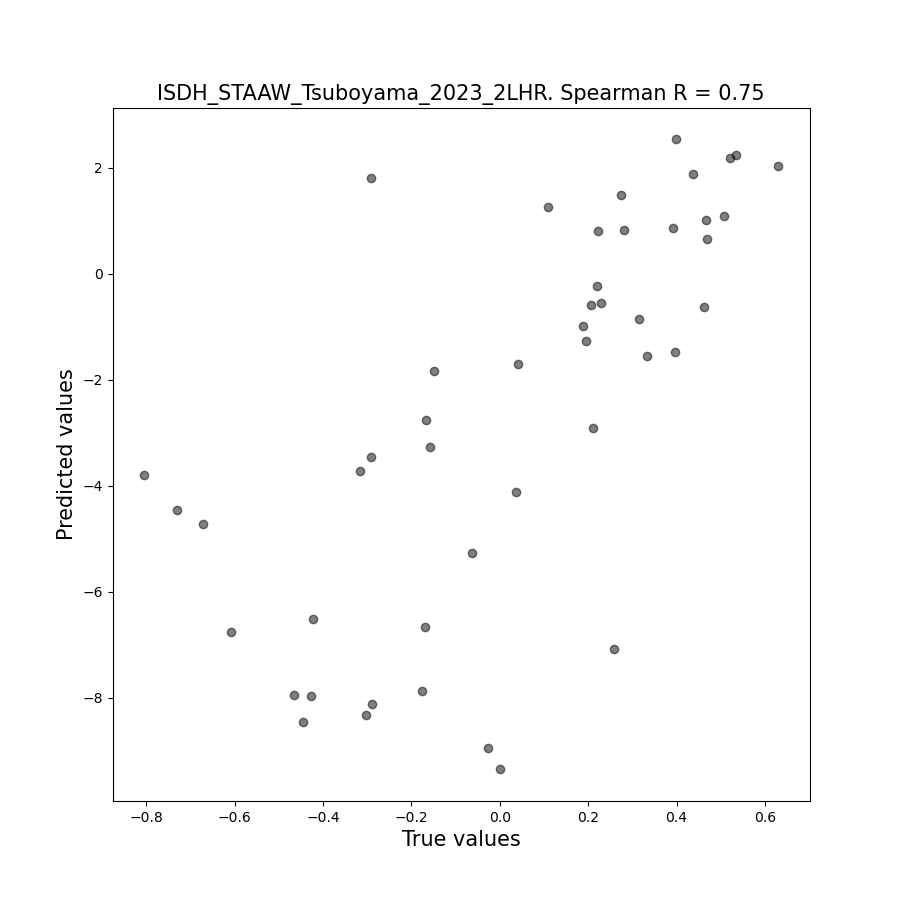 ISDH_STAAW_Tsuboyama_2023_2LHR. Spearman R = 0.75
2
0
−2
−4
−6
−8
Predicted values
−0.8 −0.6 −0.4 −0.2 0.0 0.2 0.4 0.6
True values